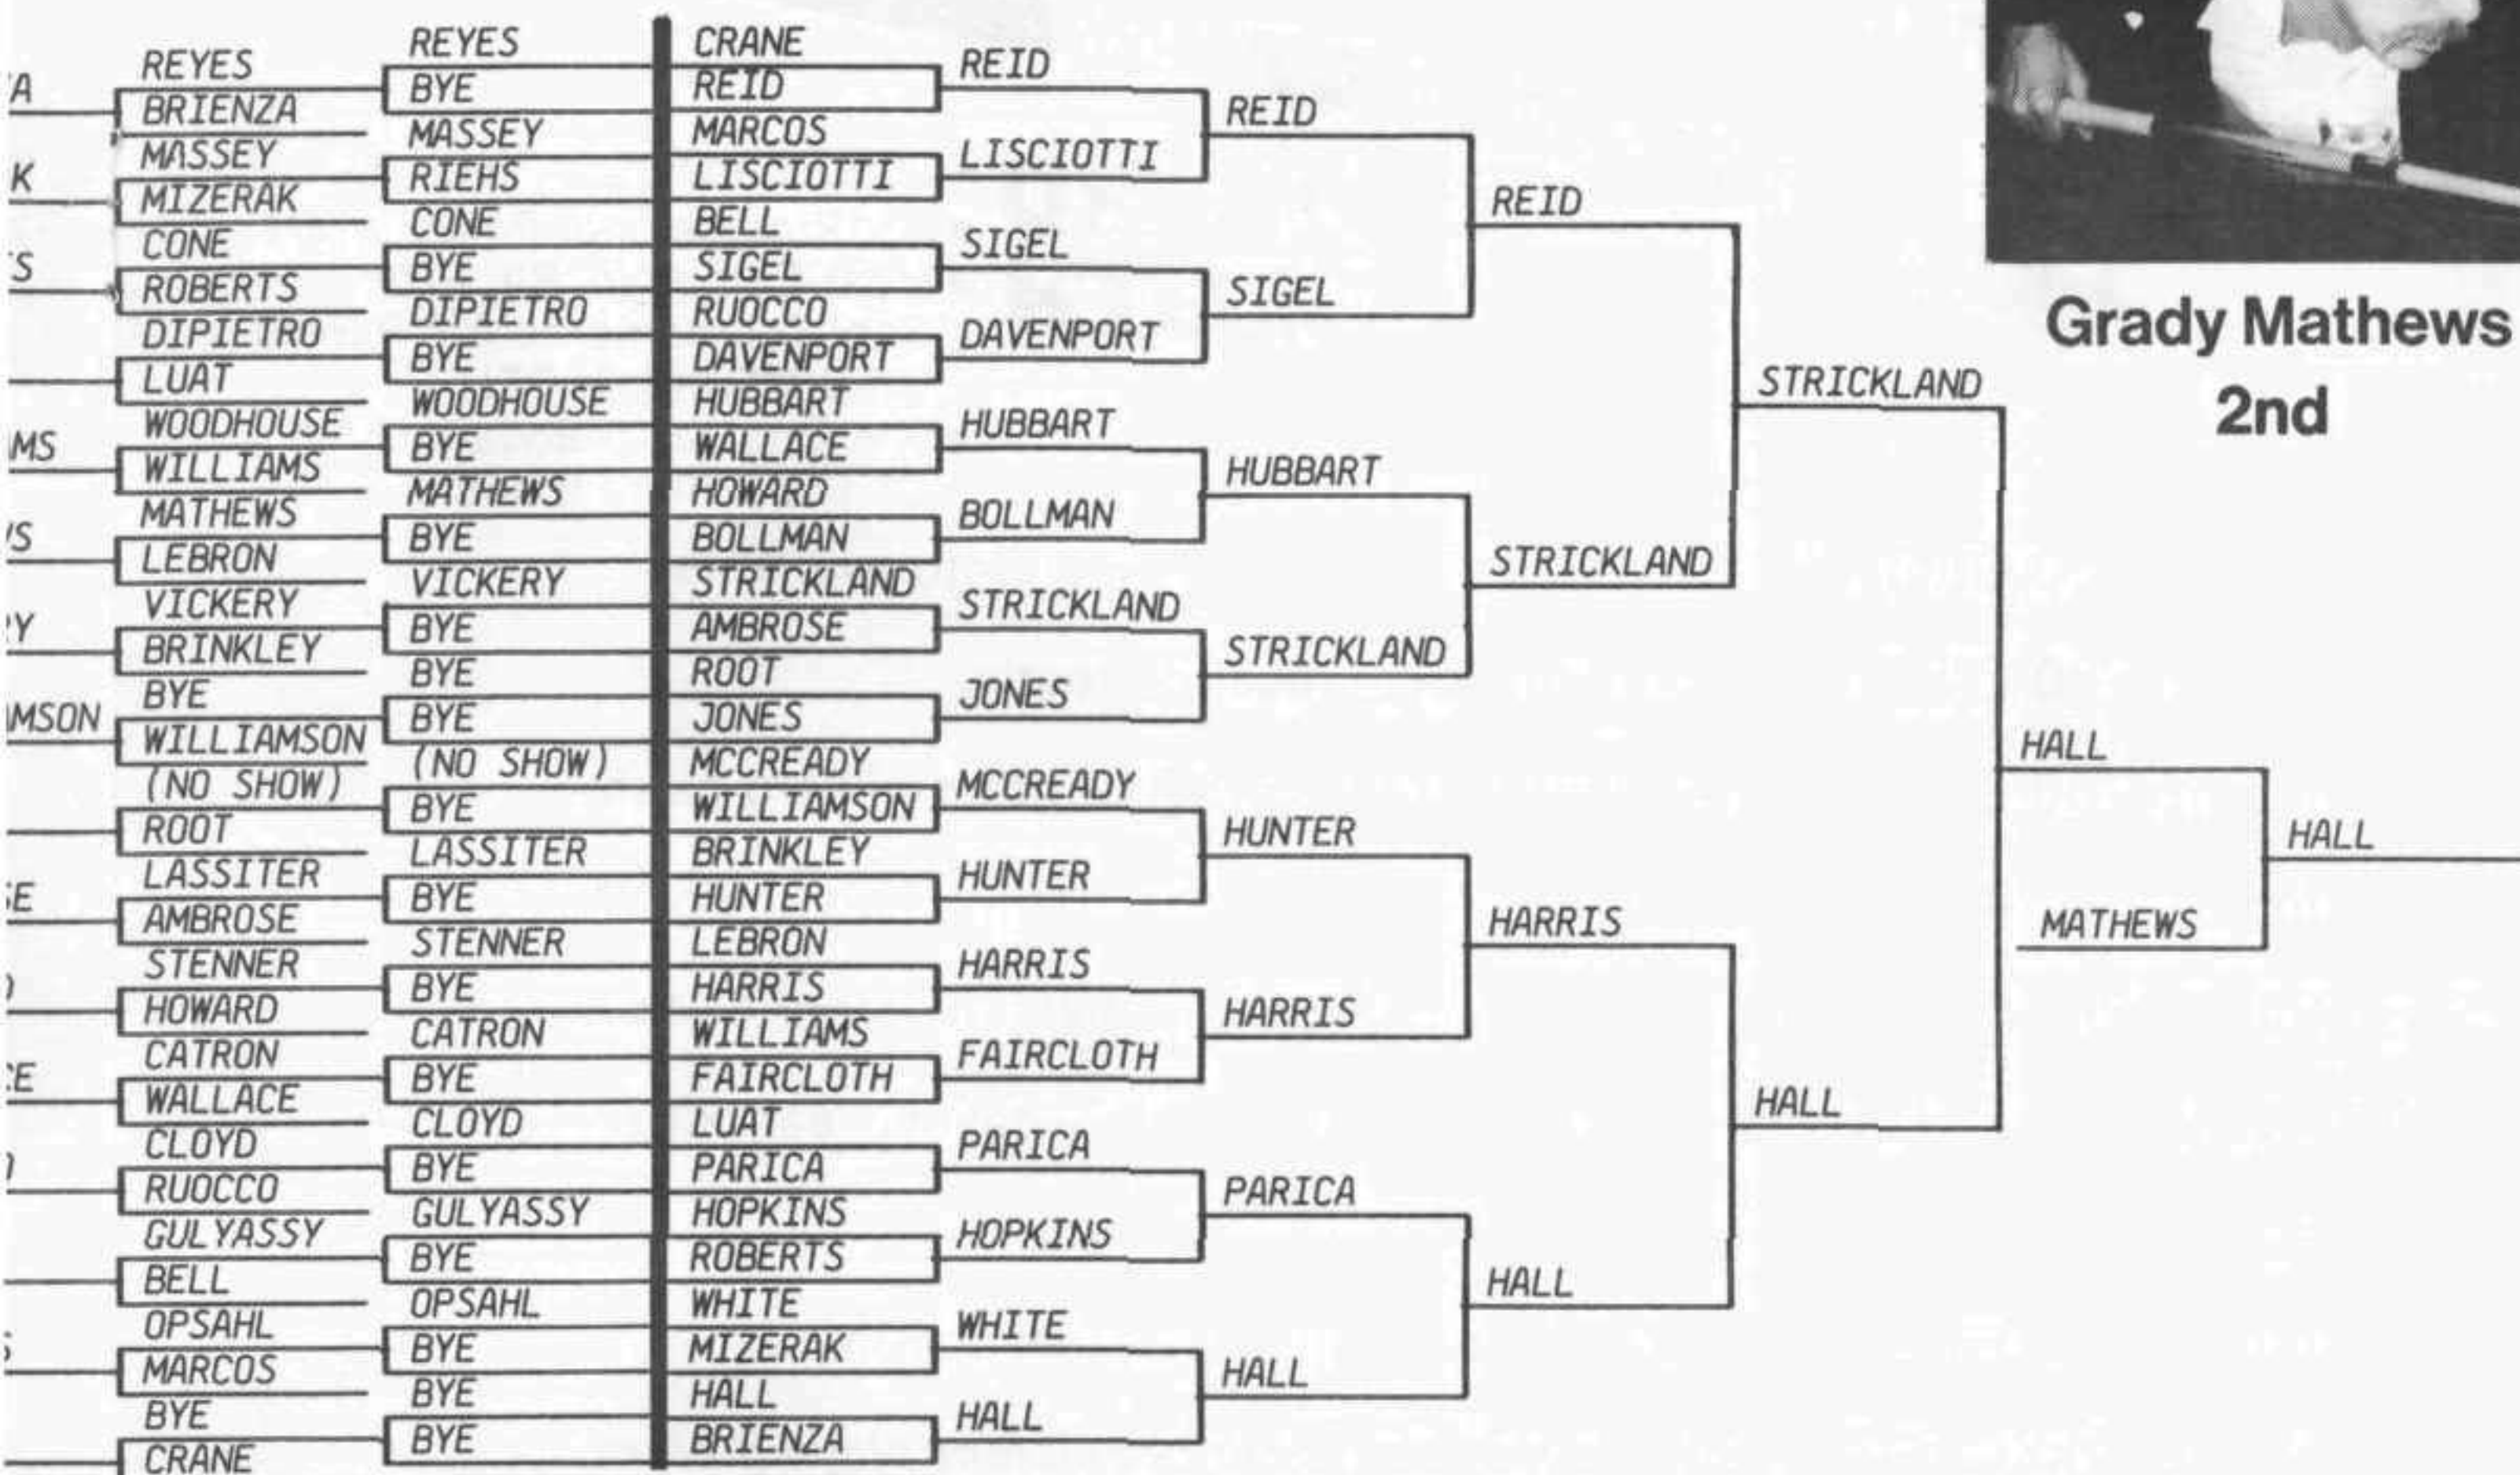 A
K
S
MS
WS
RY
AMSON
SE
CE
REYES
BRIENZA
MASSEY
MIZERAK
CONE
ROBERTS
DIPIETRO
LUAT
WOODHOUSE
WILLIAMS
MATHEWS
LEBRON
VICKERY
BRINKLEY
BYE
WILLIAMSON
(NO SHOW)
ROOT
LASSITER
AMBROSE
STENNER
HOWARD
CATRON
WALLACE
CLOYD
RUOCCO
GULYASSY
BELL
OPSAHL
MARCOS
BYE
CRANE
REYES
BYE
MASSEY
RIEHS
CONE
BYE
DIPIETRO
BYE
WOODHOUSE
BYE
MATHEWS
BYE
VICKERY
BYE
BYE
BYE
(NO SHOW)
BYE
LASSITER
BYE
STENNER
BYE
CATRON
BYE
CLOYD
BYE
GULYASSY
BYE
OPSAHL
BYE
BYE
BYE
CRANE
REID
MARCOS
LISCIOTTI
BELL
SIGEL
RUOCCO
DAVENPORT
HUBBART
WALLACE
HOWARD
BOLLMAN
STRICKLAND
AMBROSE
ROOT
JONES
MCCREADY
WILLIAMSON
BRINKLEY
HUNTER
LEBRON
HARRIS
WILLIAMS
FAIRCLOTH
LUAT
PARICA
HOPKINS
ROBERTS
WHITE
MIZERAK
HALL
BRIENZA
REID
LISCIOTTI
SIGEL
DAVENPORT
HUBBART
BOLLMAN
STRICKLAND
JONES
MCCREADY
HUNTER
HARRIS
FAIRCLOTH
PARICA
HOPKINS
WHITE
HALL
REID
SIGEL
HUBBART
STRICKLAND
HUNTER
HARRIS
PARICA
HALL
REID
STRICKLAND
HARRIS
HALL
STRICKLAND
HALL
HALL
MATHEWS
HALL
Grady Mathews
2nd